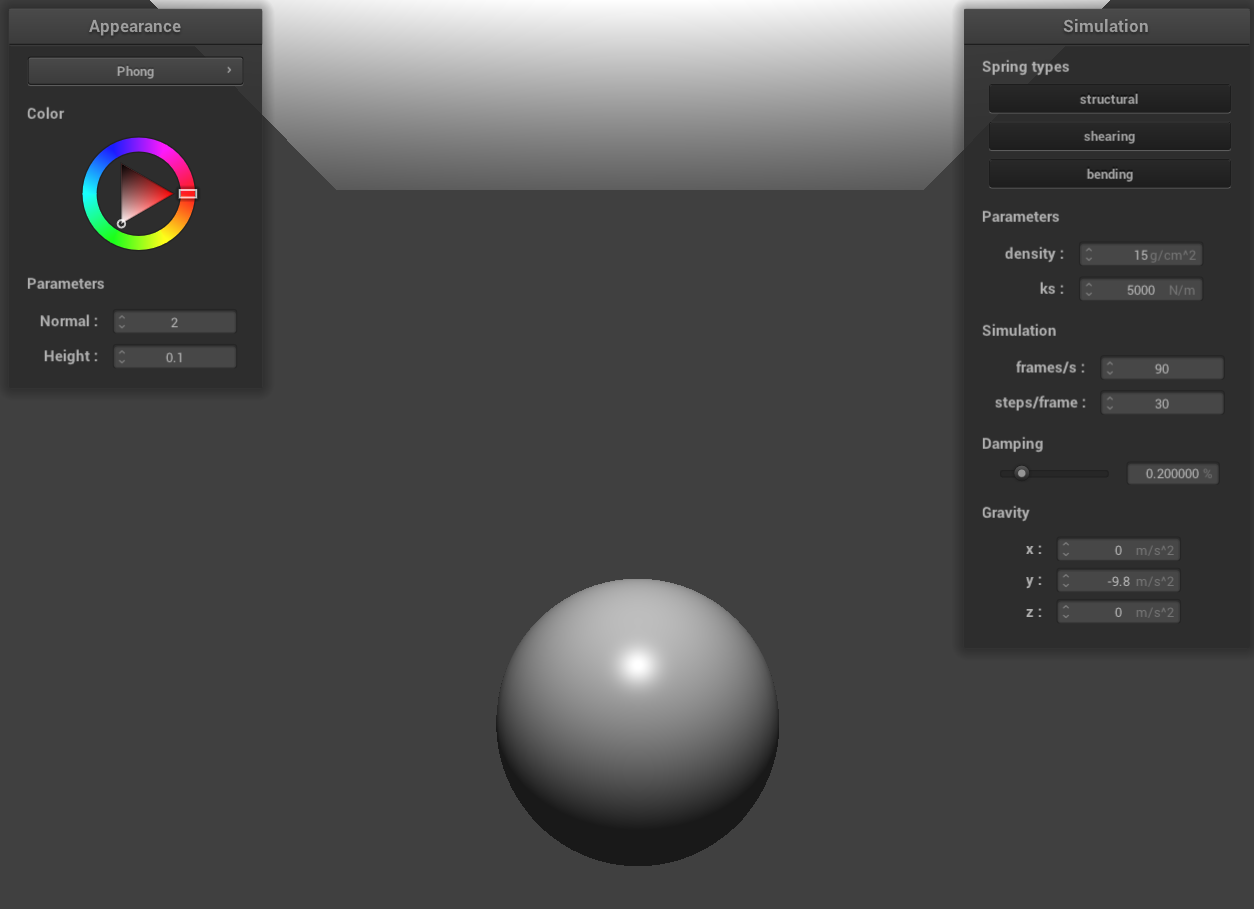 Appearance
Phong
Color
Parameters
Normal : 2
Height : 0.1
Simulation
Spring types
structural
shearing
bending
Parameters
density : 15 g/cm^2
ks : 5000 N/m
Simulation
frames/s : 90
steps/frame : 30
Damping
0.200000 %
Gravity
x : 0 m/s^2
y : -9.8 m/s^2
z : 0 m/s^2